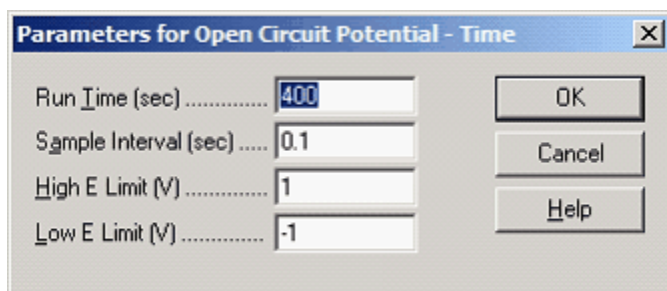 Parameters for Open Circuit Potential - Time
Run Time (sec) .............. 400 OK
Sample Interval (sec) ..... 0.1 Cancel
High E Limit (V) .............. 1 Help
Low E Limit (V) .............. -1